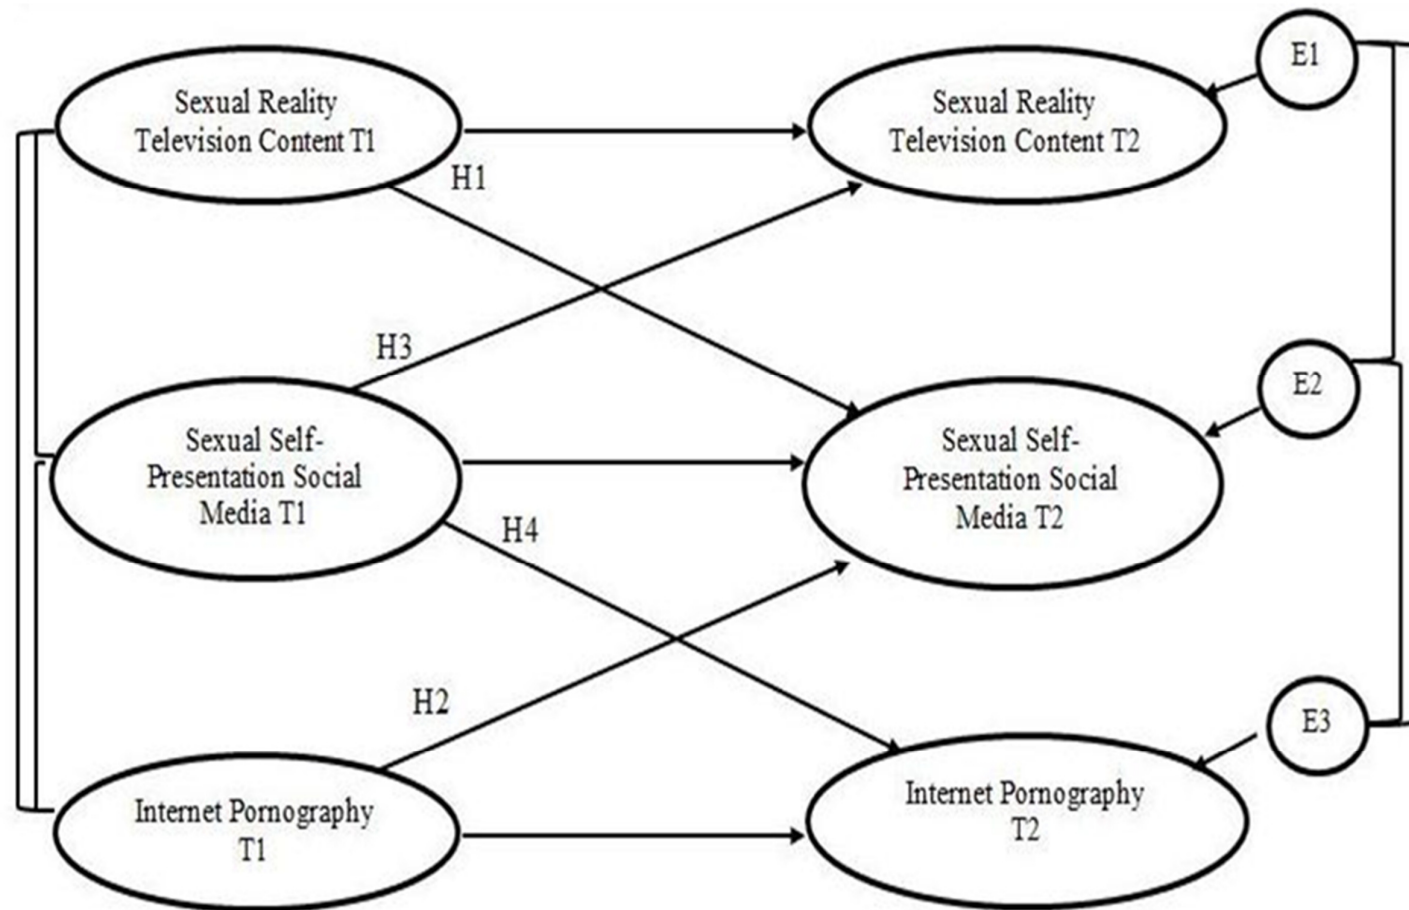 Sexual Reality
Television Content T1
Sexual Reality
Television Content T2
E1
H1
H3
Sexual Self-
Presentation Social
Media T1
Sexual Self-
Presentation Social
Media T2
E2
H4
H2
Internet Pornography
T1
Internet Pornography
T2
E3